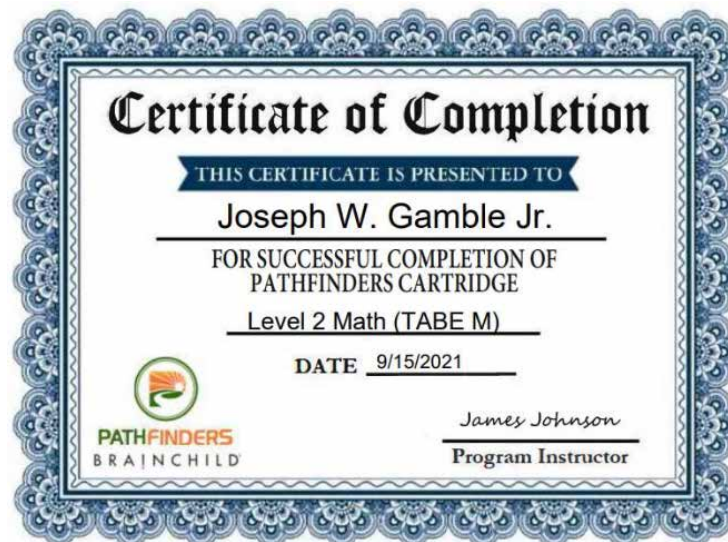 Certificate of Completion
THIS CERTIFICATE IS PRESENTED TO
Joseph W. Gamble Jr.
FOR SUCCESSFUL COMPLETION OF
PATHFINDERS CARTRIDGE
Level 2 Math (TABE M)
DATE 9/15/2021
PATHFINDERS
BRAINCHILD
James Johnson
Program Instructor